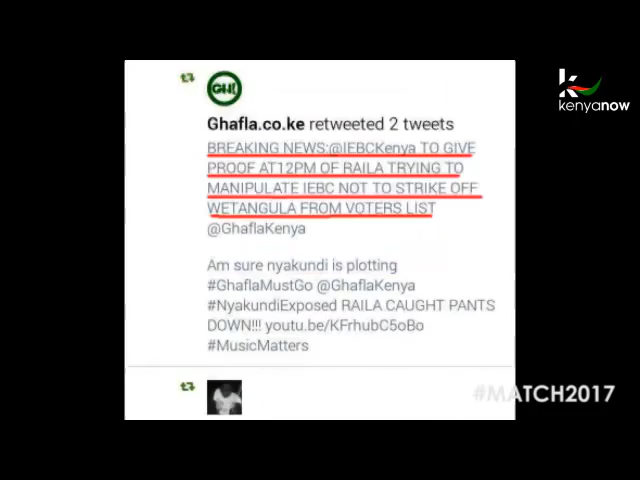 GH!
kenyanow
Ghafla.co.ke retweeted 2 tweets
BREAKING NEWS:@IEBCKenya TO GIVE
PROOF AT12PM OF RAILA TRYING TO
MANIPULATE IEBC NOT TO STRIKE OFF
WETANGULA FROM VOTERS LIST
@GhaflaKenya
Am sure nyakundi is plotting
#GhaflaMustGo @GhaflaKenya
#NyakundiExposed RAILA CAUGHT PANTS
DOWN!!! youtu.be/KFrhubC5oBo
#MusicMatters
#MATCH2017